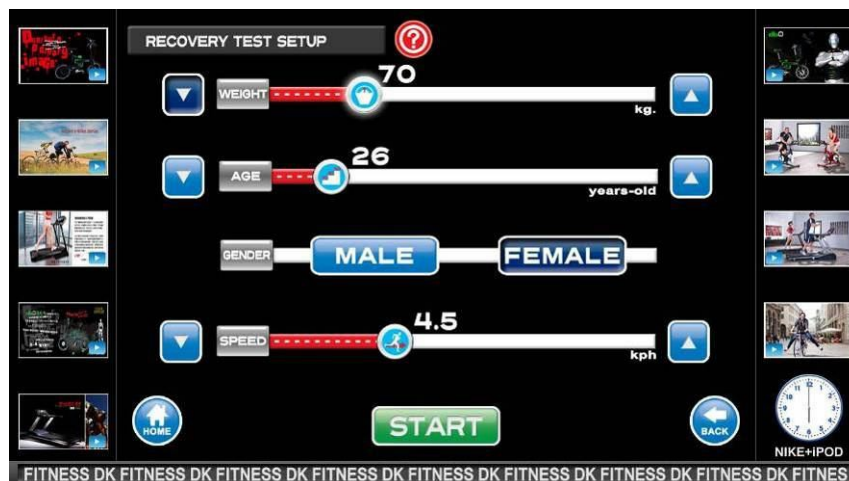 RECOVERY TEST SETUP
?
70
WEIGHT
kg.
26
AGE
years-old
GENDER
MALE
FEMALE
4.5
SPEED
kph
HOME
START
BACK
NIKE+iPOD
FITNESS DK FITNESS DK FITNESS DK FITNESS DK FITNESS DK FITNESS DK FITNESS DK FITNESS DK FITNESS DK FITNES